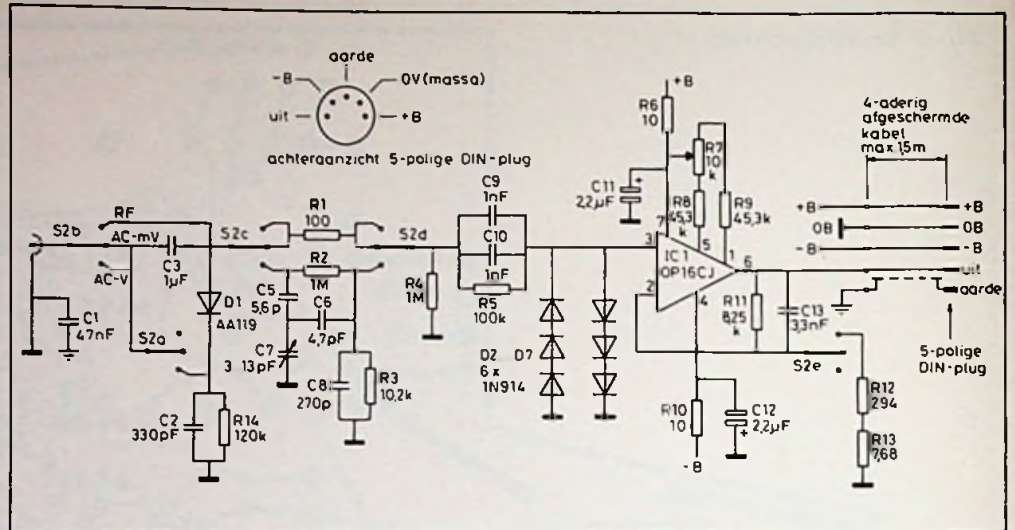 aarde
-B
0V (massa)
uit
+B
achteraanzicht 5-polige DIN-plug
+B
R6
10
R7
10
k
C11
2,2µF
+
R8
45,3
k
R9
45,3k
4-aderig
afgeschermde
kabel
max 1,5m
+B
+B
0B
0B
-B
-B
uit
aarde
5-polige
DIN-plug
RF
S2b
AC-mV
AC-V
C3
1µF
S2c
R1
100
R2
1M
S2d
C9
1nF
C10
1nF
R5
100k
R4
1M
C1
47nF
S2a
D1
AA119
C5
5,6p
C6
4,7pF
C7
3 13pF
C8
270p
R3
10,2k
C2
330pF
R14
120k
D2 D7
6 x
1N914
3
7
2
5
1
6
4
IC 1
OP16CJ
R11
8,25
k
C13
3,3nF
S2e
R10
10
-B
C12
2,2µF
+
R12
294
R13
7,68